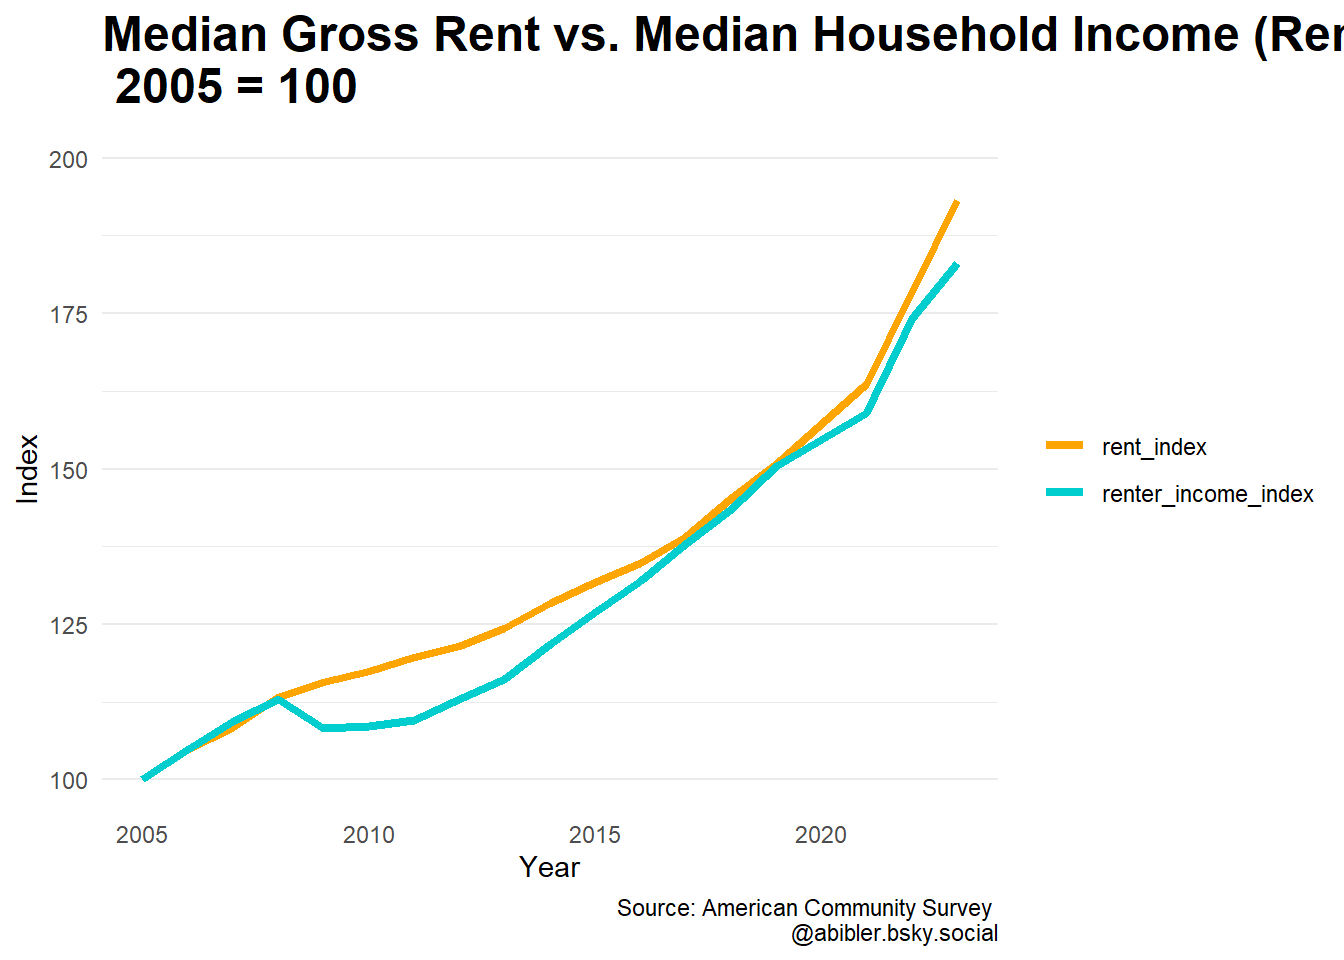 Median Gross Rent vs. Median Household Income (Ren
2005 = 100
200
175
150
125
100
Index
2005 2010 2015 2020
Year
rent_index
renter_income_index
Source: American Community Survey
@abibler.bsky.social